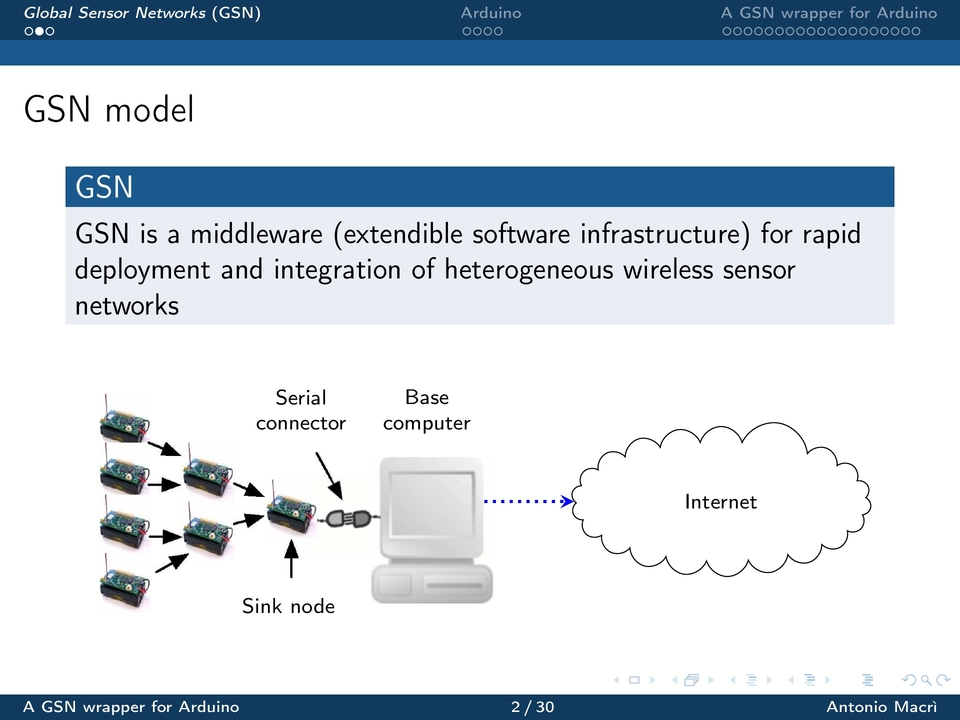 Global Sensor Networks (GSN) Arduino A GSN wrapper for Arduino
GSN model
GSN
GSN is a middleware (extendible software infrastructure) for rapid
deployment and integration of heterogeneous wireless sensor
networks
Serial
connector
Base
computer
Internet
Sink node
A GSN wrapper for Arduino 2 / 30 Antonio Macrì